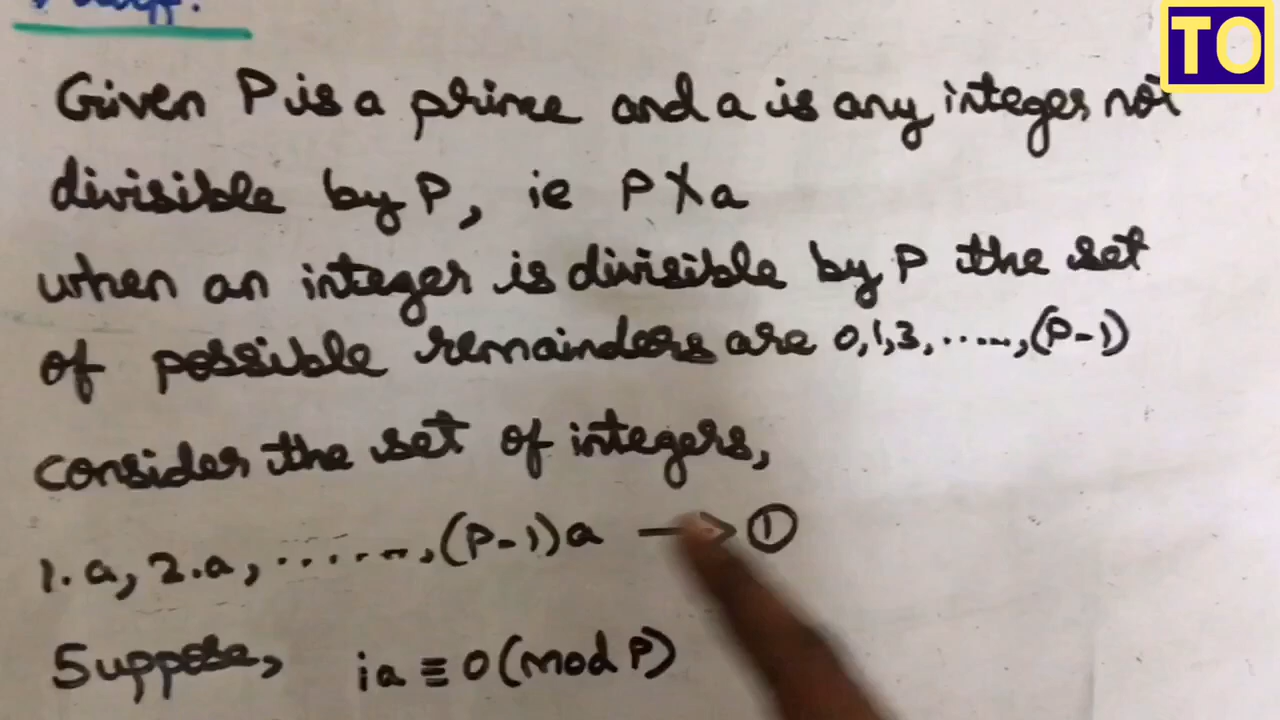 TO
Given P is a prime and a is any integer not
divisible by P, ie P∤a
when an integer is divisible by P the set
of possible remainders are 0,1,3,.....,(P-1)
consider the set of integers,
1.a, 2.a, .......,(P-1)a → ①
Suppose, ia ≡ 0 (mod P)